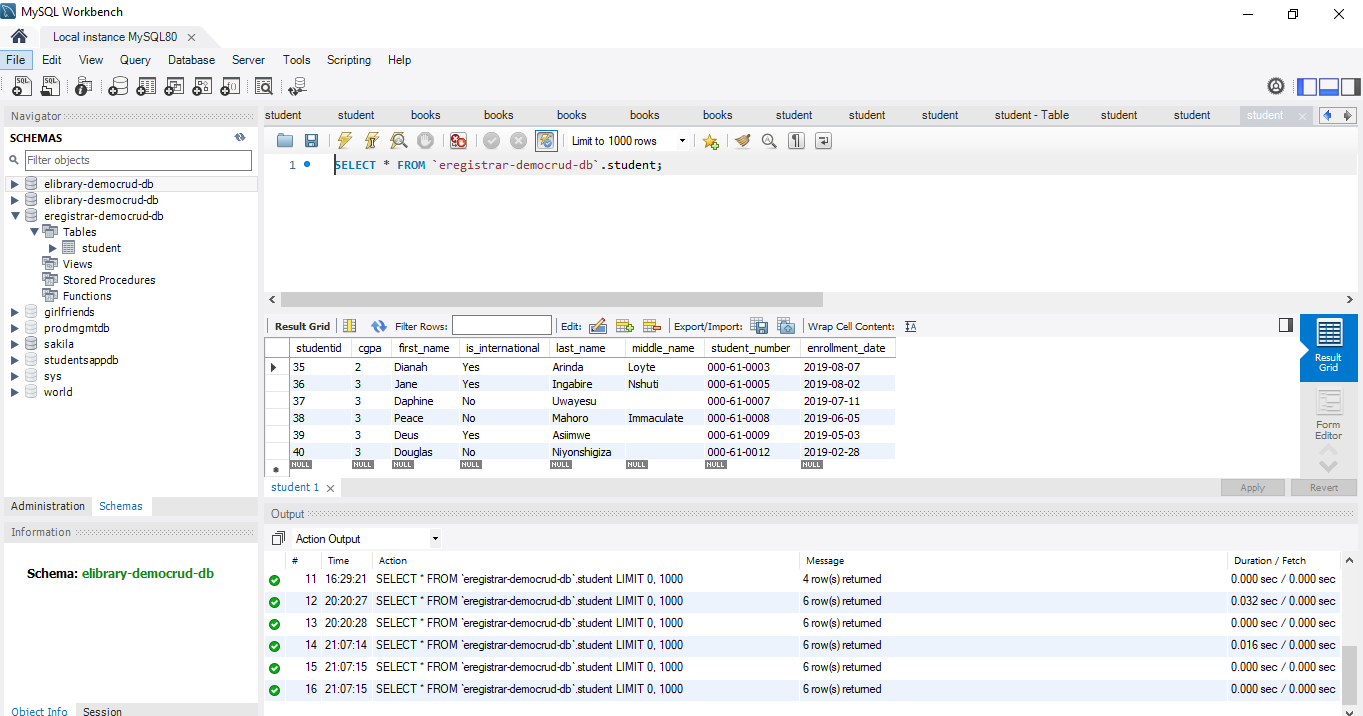 MySQL Workbench
Local instance MySQL80
File Edit View Query Database Server Tools Scripting Help
Navigator
SCHEMAS
Filter objects
elibrary-democrud-db
elibrary-desmocrud-db
eregistrar-democrud-db
Tables
student
Views
Stored Procedures
Functions
girlfriends
prodmgmtdb
sakila
studentsappdb
sys
world
Administration Schemas
Information
Schema: elibrary-democrud-db
Object Info Session
student student books books books books books student student student student - Table student student student
Limit to 1000 rows
1 SELECT * FROM `eregistrar-democrud-db`.student;
Result Grid Filter Rows: Edit: Export/Import: Wrap Cell Content: IA
studentid cgpa first_name is_international last_name middle_name student_number enrollment_date
35 2 Dianah Yes Arinda Loyte 000-61-0003 2019-08-07
36 3 Jane Yes Ingabire Nshuti 000-61-0005 2019-08-02
37 3 Daphine No Uwayesu 000-61-0007 2019-07-11
38 3 Peace No Mahoro Immaculate 000-61-0008 2019-06-05
39 3 Deus Yes Asiimwe 000-61-0009 2019-05-03
40 3 Douglas No Niyonshigiza 000-61-0012 2019-02-28
NULL NULL NULL NULL NULL NULL NULL NULL
Result
Grid
Form
Editor
student 1
Apply Revert
Output
Action Output
# Time Action Message Duration / Fetch
11 16:29:21 SELECT * FROM `eregistrar-democrud-db`.student LIMIT 0, 1000 4 row(s) returned 0.000 sec / 0.000 sec
12 20:20:27 SELECT * FROM `eregistrar-democrud-db`.student LIMIT 0, 1000 6 row(s) returned 0.032 sec / 0.000 sec
13 20:20:28 SELECT * FROM `eregistrar-democrud-db`.student LIMIT 0, 1000 6 row(s) returned 0.000 sec / 0.000 sec
14 21:07:14 SELECT * FROM `eregistrar-democrud-db`.student LIMIT 0, 1000 6 row(s) returned 0.016 sec / 0.000 sec
15 21:07:15 SELECT * FROM `eregistrar-democrud-db`.student LIMIT 0, 1000 6 row(s) returned 0.000 sec / 0.000 sec
16 21:07:15 SELECT * FROM `eregistrar-democrud-db`.student LIMIT 0, 1000 6 row(s) returned 0.000 sec / 0.000 sec